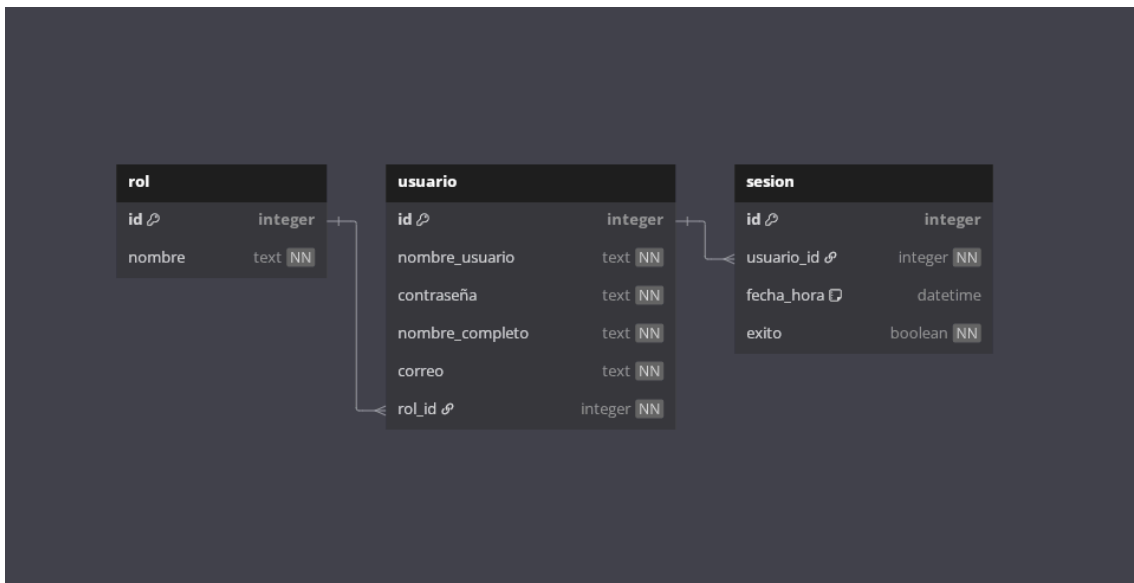 rol
id integer
nombre text NN
usuario
id integer
nombre_usuario text NN
contraseña text NN
nombre_completo text NN
correo text NN
rol_id integer NN
sesion
id integer
usuario_id integer NN
fecha_hora datetime
exito boolean NN